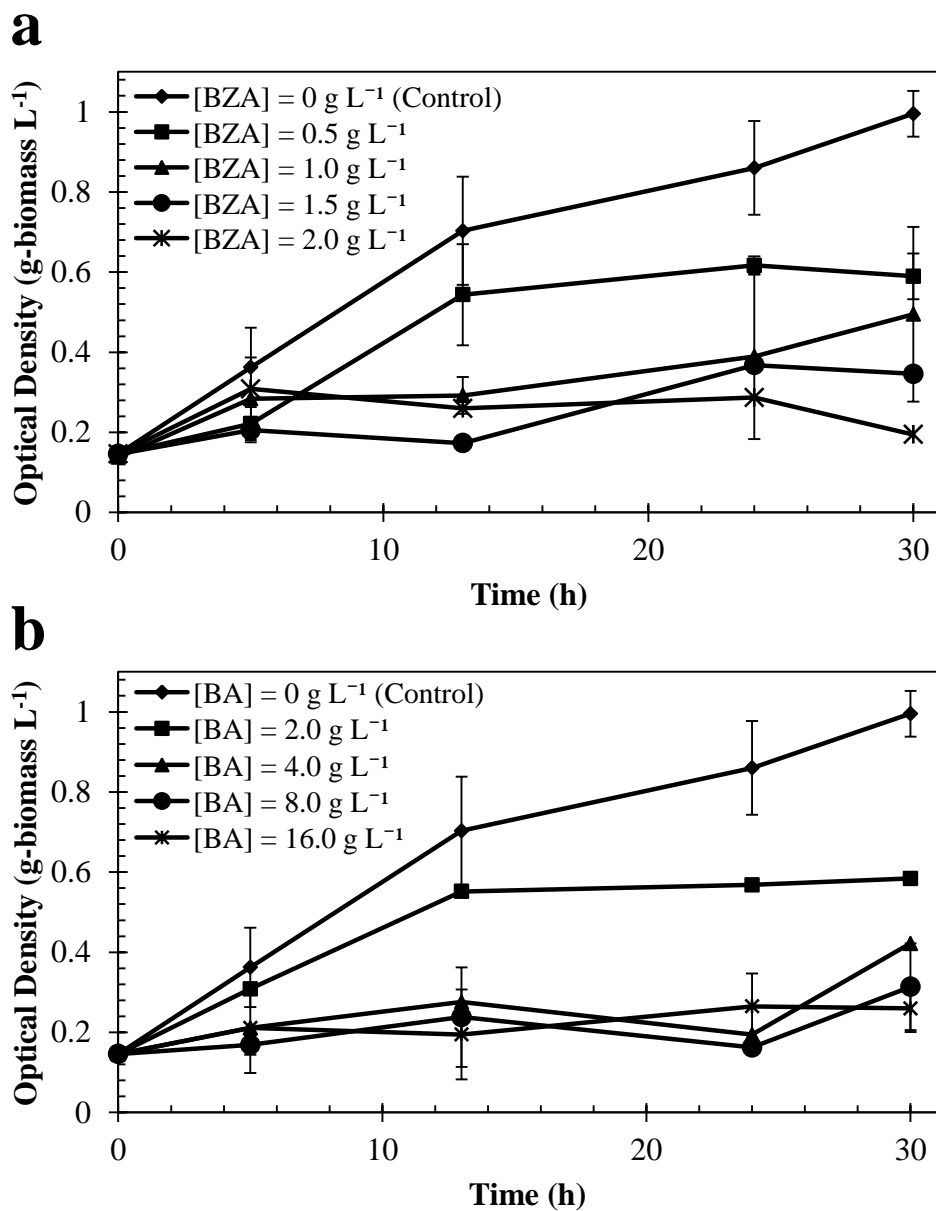 a
Optical Density (g-biomass L⁻¹)
1
0.8
0.6
0.4
0.2
0
[BZA] = 0 g L⁻¹ (Control)
[BZA] = 0.5 g L⁻¹
[BZA] = 1.0 g L⁻¹
[BZA] = 1.5 g L⁻¹
[BZA] = 2.0 g L⁻¹
0 10 20 30
Time (h)
b
Optical Density (g-biomass L⁻¹)
1
0.8
0.6
0.4
0.2
0
[BA] = 0 g L⁻¹ (Control)
[BA] = 2.0 g L⁻¹
[BA] = 4.0 g L⁻¹
[BA] = 8.0 g L⁻¹
[BA] = 16.0 g L⁻¹
0 10 20 30
Time (h)